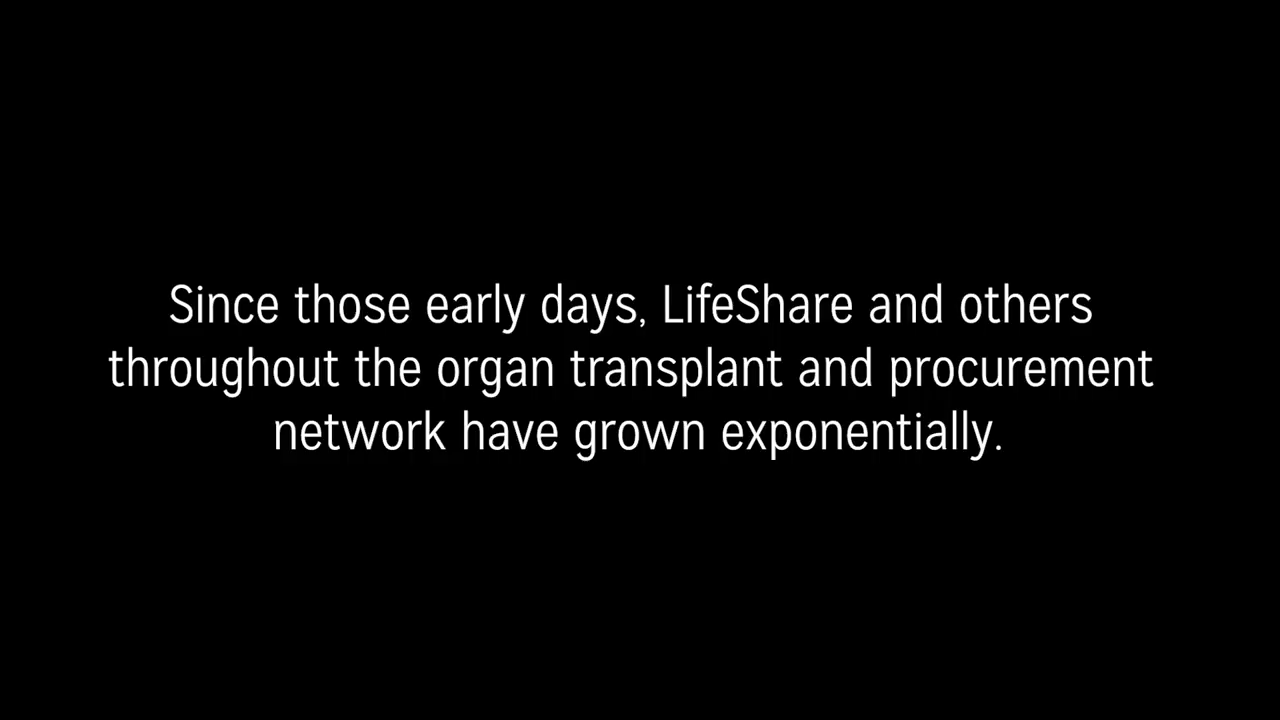 Since those early days, LifeShare and others
throughout the organ transplant and procurement
network have grown exponentially.